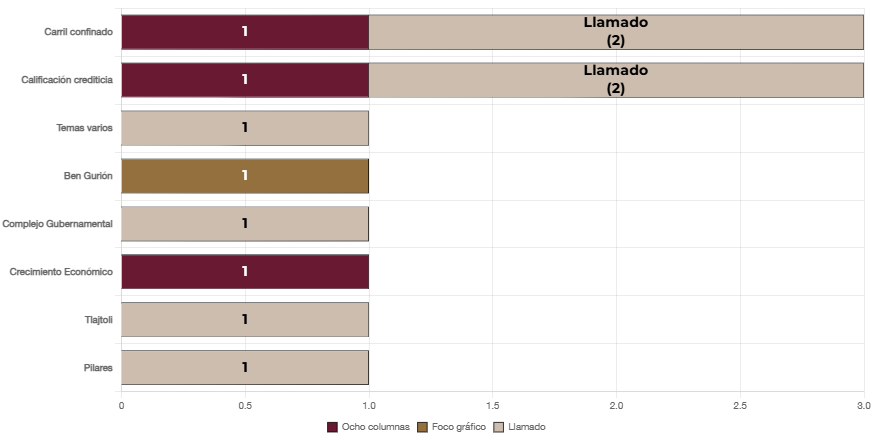 Llamado
Carril confinado 1 (2)
Llamado
Calificación crediticia 1 (2)
Temas varios 1
Ben Gurión 1
Complejo Gubernamental 1
Crecimiento Económico 1
Tlajtoli 1
Pilares 1
0 0.5 1.0 1.5 2.0 2.5 3.0
Ocho columnas Foco gráfico Llamado